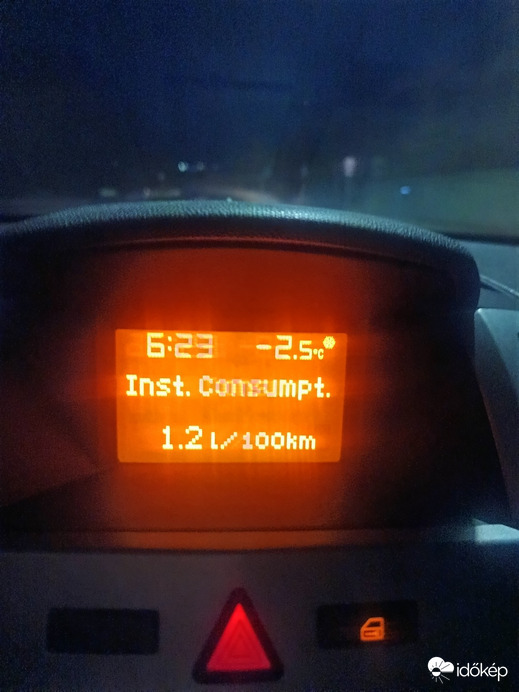 6:23 -2.5°C
Inst. Consumpt.
1.2 l/100km
időkép